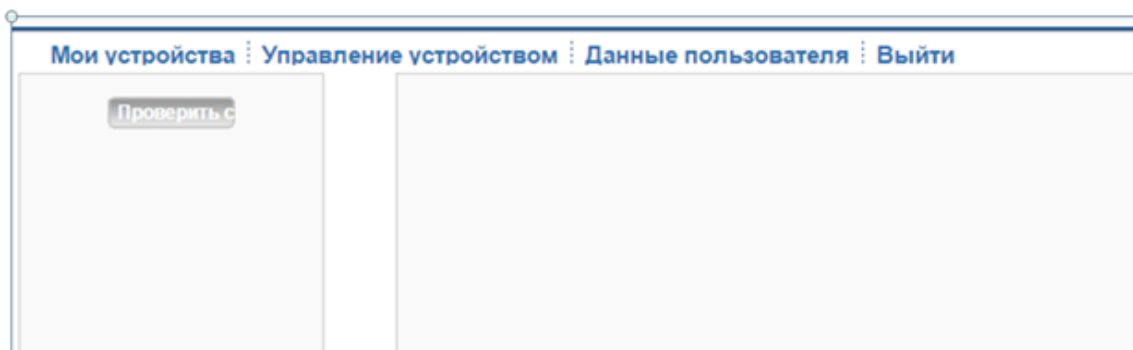 Мои устройства Управление устройством Данные пользователя Выйти
Проверить с